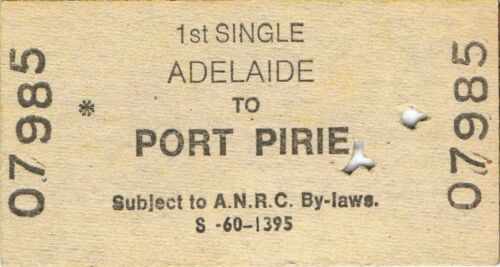 1st SINGLE
ADELAIDE
TO
PORT PIRIE
Subject to A.N.R.C. By-laws.
S -60-1395
07985
*
07985